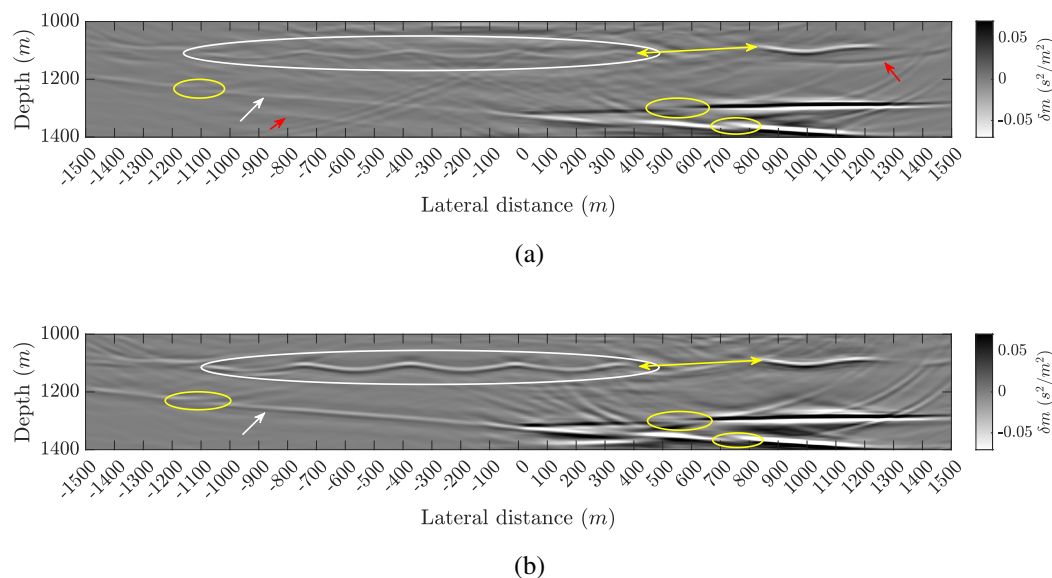 1000
1200
1400
Depth (m)
-1500 -1400 -1300 -1200 -1100 -1000 -900 -800 -700 -600 -500 -400 -300 -200 -100 0 100 200 300 400 500 600 700 800 900 1000 1100 1200 1300 1400 1500
Lateral distance (m)
0.05
0
-0.05
δm (s²/m²)
(a)
1000
1200
1400
Depth (m)
-1500 -1400 -1300 -1200 -1100 -1000 -900 -800 -700 -600 -500 -400 -300 -200 -100 0 100 200 300 400 500 600 700 800 900 1000 1100 1200 1300 1400 1500
Lateral distance (m)
0.05
0
-0.05
δm (s²/m²)
(b)